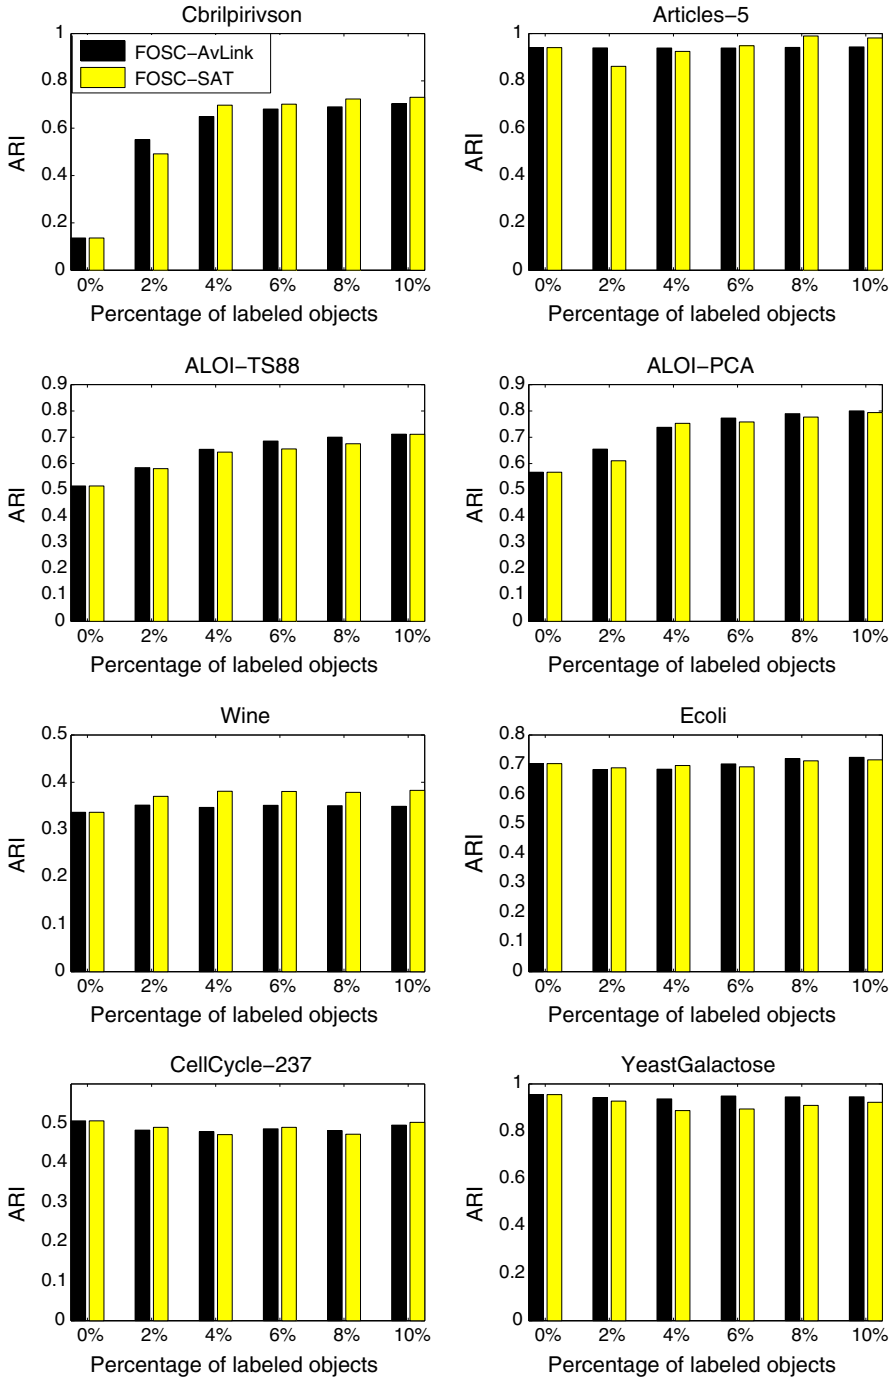 Cbrilpirivson
FOSC−AvLink
FOSC−SAT
ARI
1
0.8
0.6
0.4
0.2
0
0% 2% 4% 6% 8% 10%
Percentage of labeled objects
Articles−5
ARI
1
0.8
0.6
0.4
0.2
0
0% 2% 4% 6% 8% 10%
Percentage of labeled objects
ALOI−TS88
ARI
0.9
0.8
0.7
0.6
0.5
0.4
0.3
0.2
0.1
0
0% 2% 4% 6% 8% 10%
Percentage of labeled objects
ALOI−PCA
ARI
0.9
0.8
0.7
0.6
0.5
0.4
0.3
0.2
0.1
0
0% 2% 4% 6% 8% 10%
Percentage of labeled objects
Wine
ARI
0.5
0.4
0.3
0.2
0.1
0
0% 2% 4% 6% 8% 10%
Percentage of labeled objects
Ecoli
ARI
0.8
0.7
0.6
0.5
0.4
0.3
0.2
0.1
0
0% 2% 4% 6% 8% 10%
Percentage of labeled objects
CellCycle−237
ARI
0.5
0.4
0.3
0.2
0.1
0
0% 2% 4% 6% 8% 10%
Percentage of labeled objects
YeastGalactose
ARI
1
0.8
0.6
0.4
0.2
0
0% 2% 4% 6% 8% 10%
Percentage of labeled objects